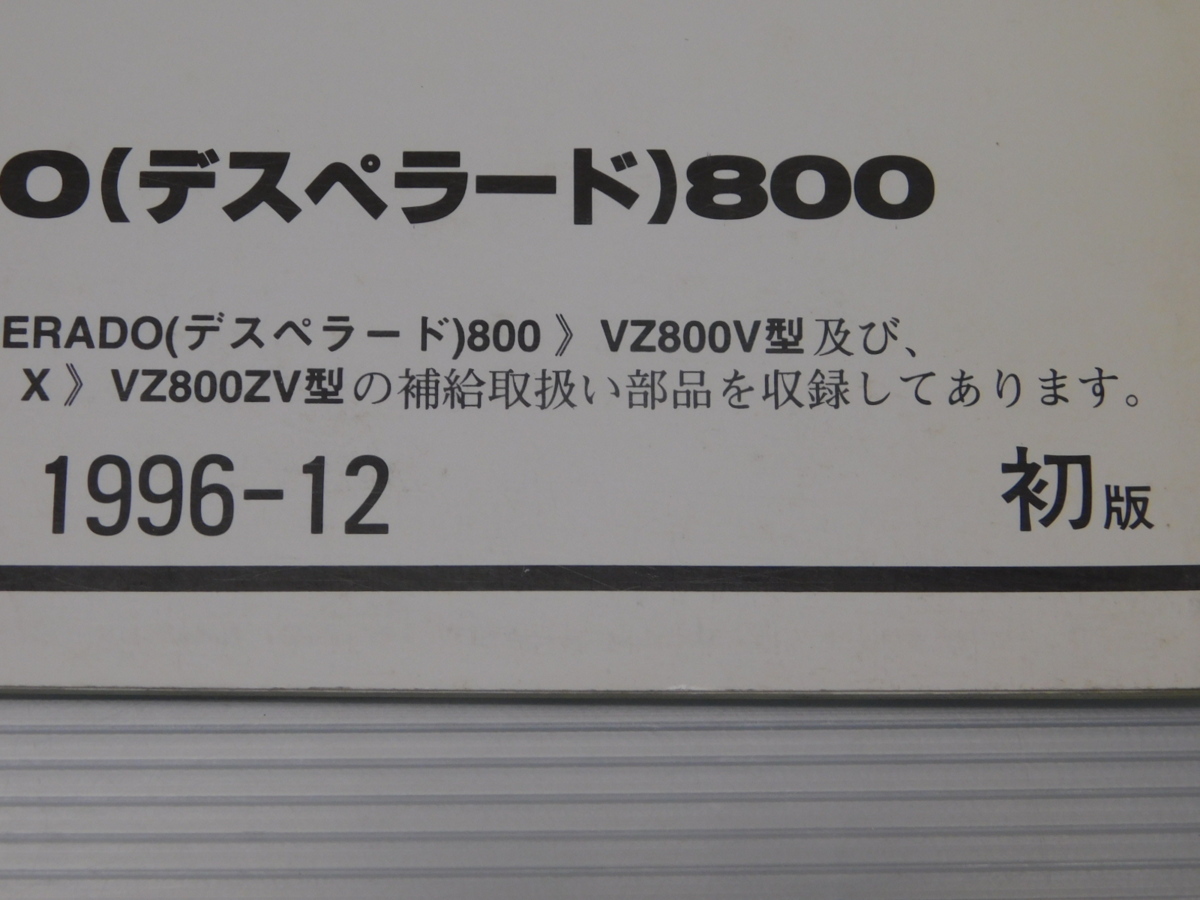 O(デスペラード)800
ERADO(デスペラード)800》VZ800V型及び、
X》VZ800ZV型の補給取扱い部品を収録してあります。
1996-12 初版